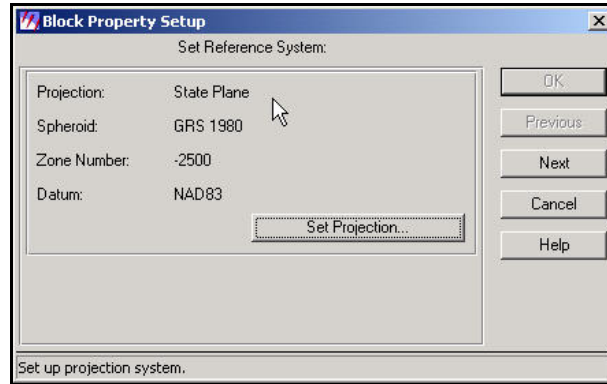 Block Property Setup
Set Reference System:
Projection: State Plane
Spheroid: GRS 1980
Zone Number: -2500
Datum: NAD83
Set Projection...
OK
Previous
Next
Cancel
Help
Set up projection system.